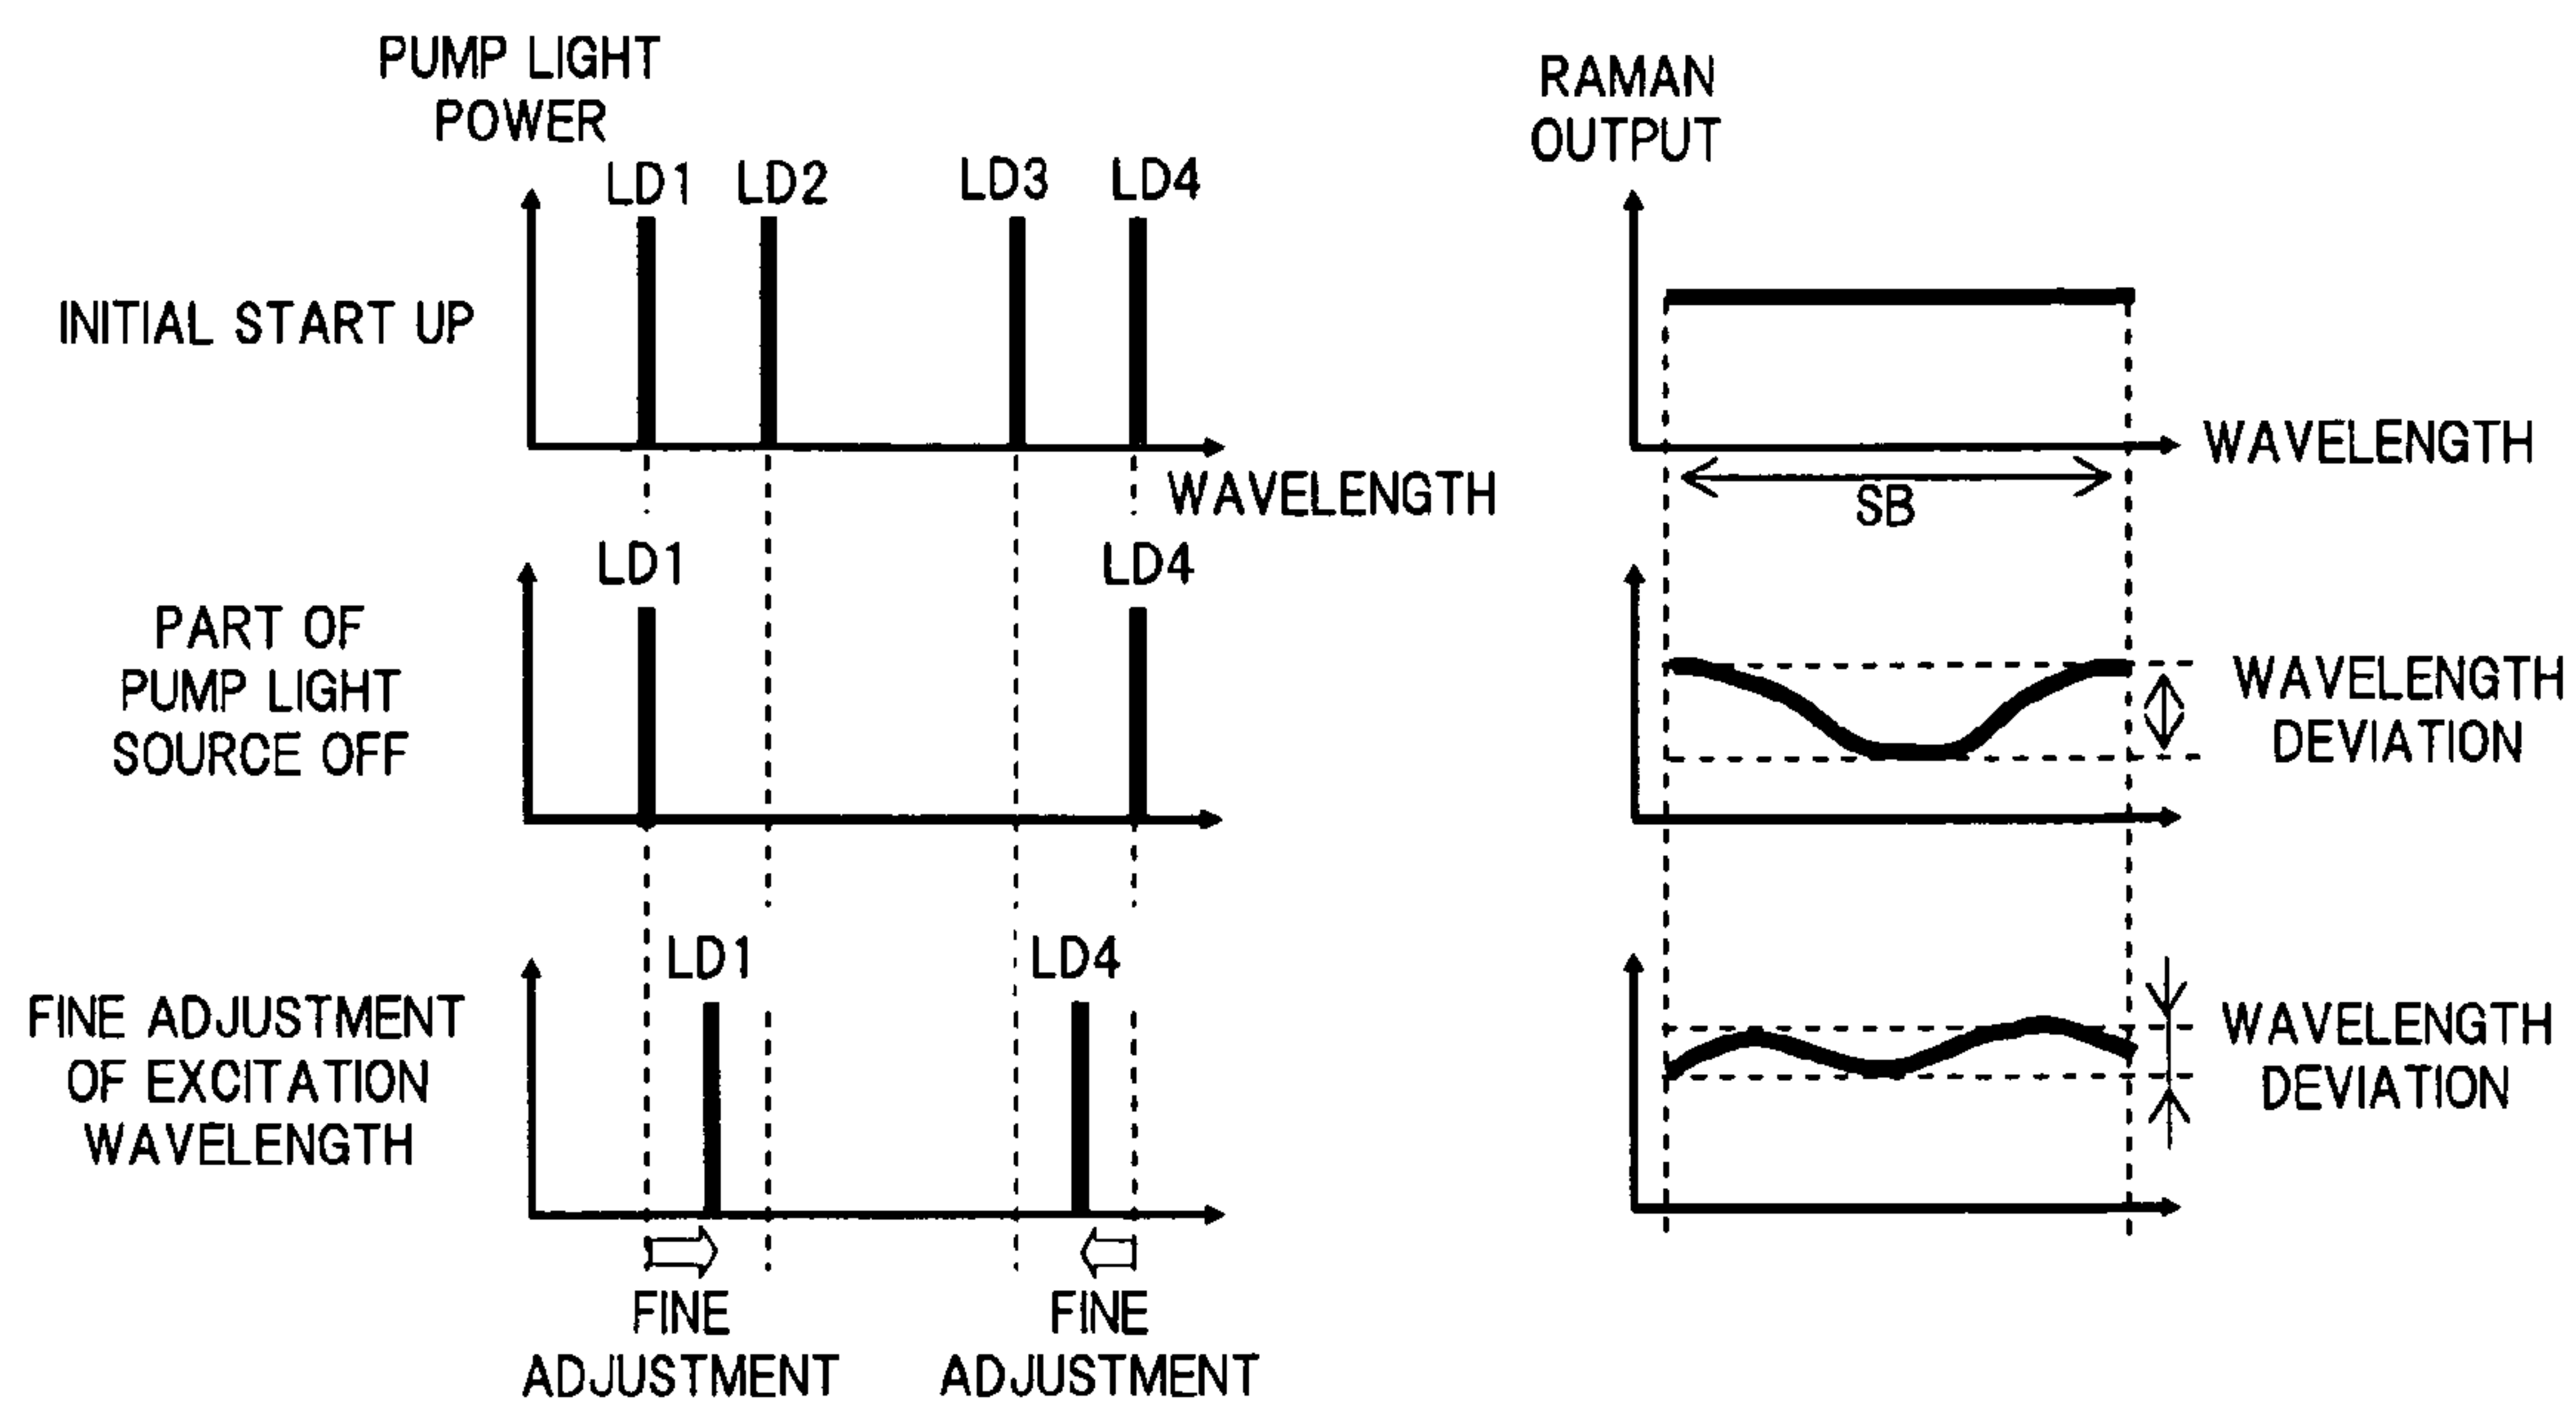 PUMP LIGHT
POWER
LD1 LD2 LD3 LD4
INITIAL START UP
WAVELENGTH
RAMAN
OUTPUT
WAVELENGTH
SB
LD1 LD4
PART OF
PUMP LIGHT
SOURCE OFF
WAVELENGTH
DEVIATION
LD1 LD4
FINE ADJUSTMENT
OF EXCITATION
WAVELENGTH
FINE
ADJUSTMENT
FINE
ADJUSTMENT
WAVELENGTH
DEVIATION